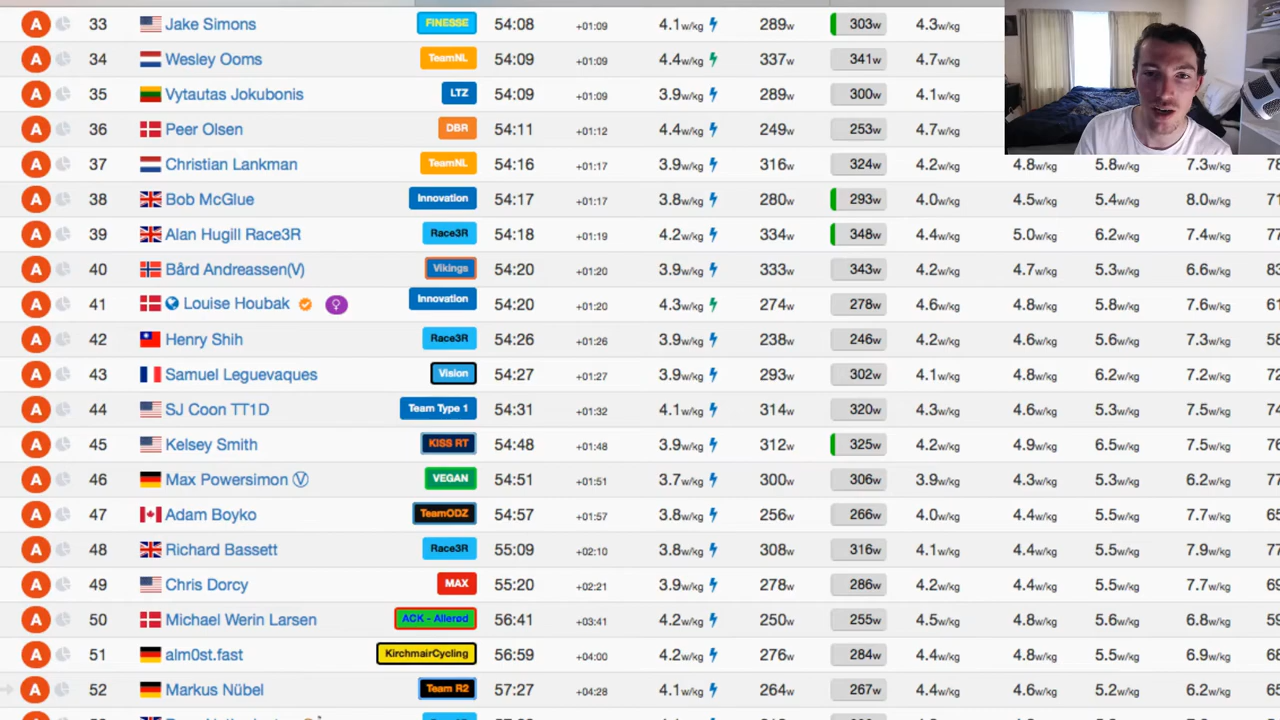 A 33 Jake Simons FINESSE 54:08 +01:09 4.1w/kg 289w 303w 4.3w/kg
A 34 Wesley Ooms TeamNL 54:09 +01:09 4.4w/kg 337w 341w 4.7w/kg
A 35 Vytautas Jokubonis LTZ 54:09 +01:09 3.9w/kg 289w 300w 4.1w/kg
A 36 Peer Olsen DBR 54:11 +01:12 4.4w/kg 249w 253w 4.7w/kg
A 37 Christian Lankman TeamNL 54:16 +01:17 3.9w/kg 316w 324w 4.2w/kg 4.8w/kg 5.8w/kg 7.3w/kg 78
A 38 Bob McGlue Innovation 54:17 +01:17 3.8w/kg 280w 293w 4.0w/kg 4.5w/kg 5.4w/kg 8.0w/kg 71
A 39 Alan Hugill Race3R Race3R 54:18 +01:19 4.2w/kg 334w 348w 4.4w/kg 5.0w/kg 6.2w/kg 7.4w/kg 77
A 40 Bård Andreassen(V) Vikings 54:20 +01:20 3.9w/kg 333w 343w 4.2w/kg 4.7w/kg 5.3w/kg 6.6w/kg 83
A 41 Louise Houbak ♀ Innovation 54:20 +01:20 4.3w/kg 274w 278w 4.6w/kg 4.8w/kg 5.8w/kg 7.6w/kg 61
A 42 Henry Shih Race3R 54:26 +01:26 3.9w/kg 238w 246w 4.2w/kg 4.6w/kg 5.6w/kg 7.3w/kg 58
A 43 Samuel Leguevaques Vision 54:27 +01:27 3.9w/kg 293w 302w 4.1w/kg 4.8w/kg 6.2w/kg 7.2w/kg 72
A 44 SJ Coon TT1D Team Type 1 54:31 +01:32 4.1w/kg 314w 320w 4.3w/kg 4.6w/kg 5.3w/kg 7.5w/kg 74
A 45 Kelsey Smith KISS RT 54:48 +01:48 3.9w/kg 312w 325w 4.2w/kg 4.9w/kg 6.5w/kg 7.5w/kg 76
A 46 Max Powersimon Ⓥ VEGAN 54:51 +01:51 3.7w/kg 300w 306w 3.9w/kg 4.3w/kg 5.3w/kg 6.2w/kg 77
A 47 Adam Boyko TeamODZ 54:57 +01:57 3.8w/kg 256w 266w 4.0w/kg 4.4w/kg 5.5w/kg 7.7w/kg 65
A 48 Richard Bassett Race3R 55:09 +02:10 3.8w/kg 308w 316w 4.1w/kg 4.4w/kg 5.5w/kg 7.9w/kg 77
A 49 Chris Dorcy MAX 55:20 +02:21 3.9w/kg 278w 286w 4.2w/kg 4.4w/kg 5.5w/kg 7.7w/kg 65
A 50 Michael Werin Larsen ACK - Allerød 56:41 +03:41 4.2w/kg 250w 255w 4.5w/kg 4.8w/kg 5.6w/kg 6.8w/kg 59
A 51 alm0st.fast KirchmairCycling 56:59 +04:00 4.2w/kg 276w 284w 4.4w/kg 4.8w/kg 5.5w/kg 6.9w/kg 68
A 52 Markus Nübel Team R2 57:27 +04:28 4.1w/kg 264w 267w 4.4w/kg 4.6w/kg 5.2w/kg 6.2w/kg 65